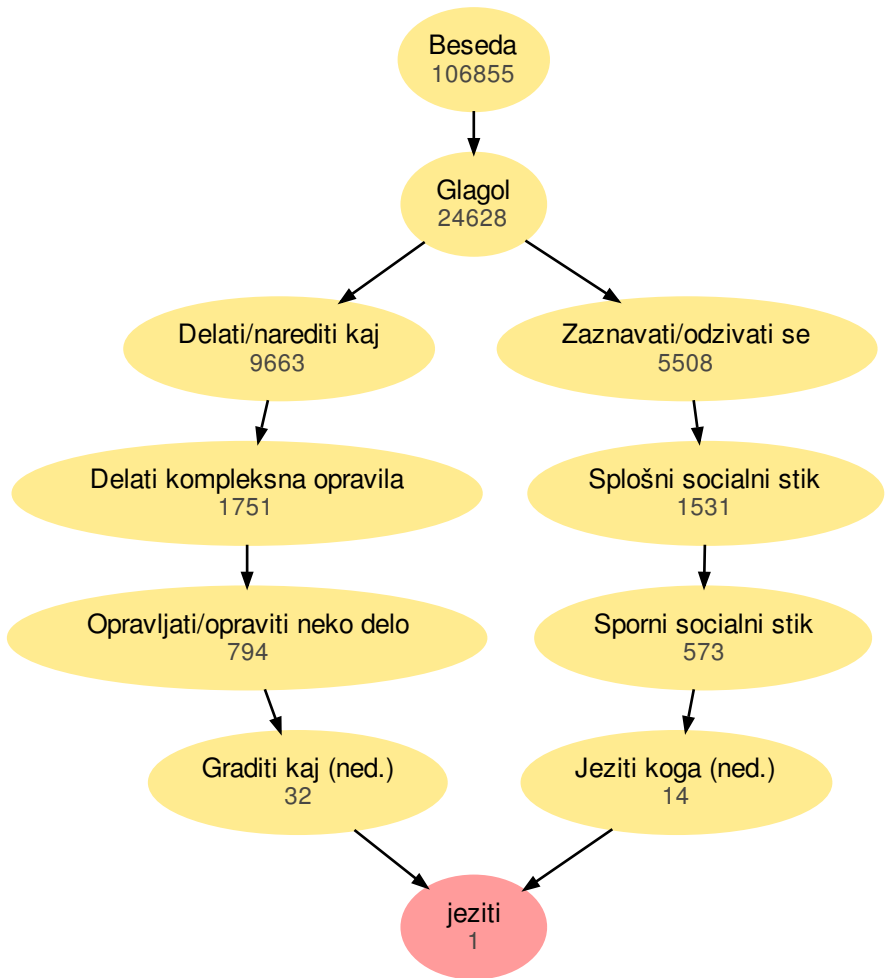 Beseda
106855
Glagol
24628
Delati/narediti kaj
9663
Zaznavati/odzivati se
5508
Delati kompleksna opravila
1751
Splošni socialni stik
1531
Opravljati/opraviti neko delo
794
Sporni socialni stik
573
Graditi kaj (ned.)
32
Jeziti koga (ned.)
14
jeziti
1